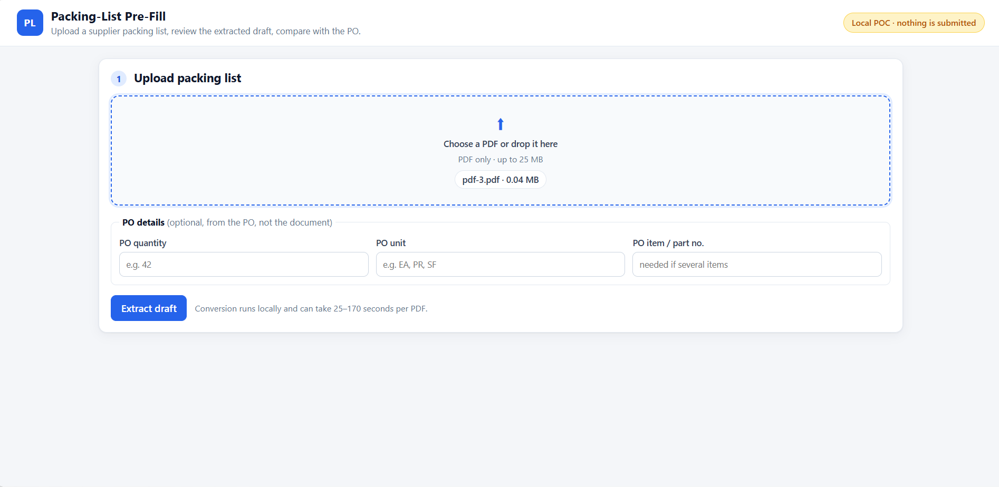 PL
Packing-List Pre-Fill
Upload a supplier packing list, review the extracted draft, compare with the PO.
Local POC · nothing is submitted
1
Upload packing list
Choose a PDF or drop it here
PDF only · up to 25 MB
pdf-3.pdf · 0.04 MB
PO details (optional, from the PO, not the document)
PO quantity
PO unit
PO item / part no.
e.g. 42
e.g. EA, PR, SF
needed if several items
Extract draft
Conversion runs locally and can take 25–170 seconds per PDF.